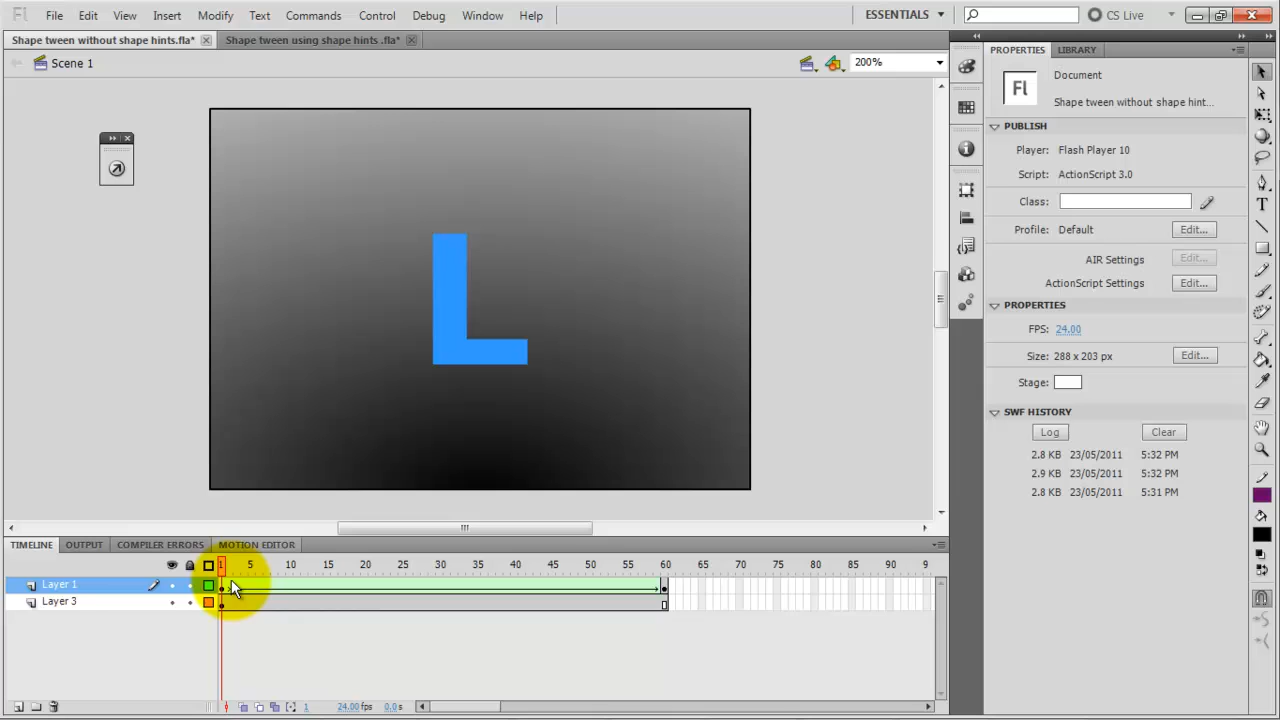 Fl File Edit View Insert Modify Text Commands Control Debug Window Help ESSENTIALS CS Live
Shape tween without shape hints.fla* Shape tween using shape hints .fla*
Scene 1 200%
PROPERTIES LIBRARY
Fl Document
Shape tween without shape hint...
PUBLISH
Player: Flash Player 10
Script: ActionScript 3.0
Class:
Profile: Default Edit...
AIR Settings Edit...
ActionScript Settings Edit...
PROPERTIES
FPS: 24.00
Size: 288 x 203 px Edit...
Stage:
SWF HISTORY
Log Clear
2.8 KB 23/05/2011 5:32 PM
2.9 KB 23/05/2011 5:32 PM
2.8 KB 23/05/2011 5:31 PM
L
TIMELINE OUTPUT COMPILER ERRORS MOTION EDITOR
1 5 10 15 20 25 30 35 40 45 50 55 60 65 70 75 80 85 90 9
Layer 1
Layer 3
1 24.00 fps 0.0 s